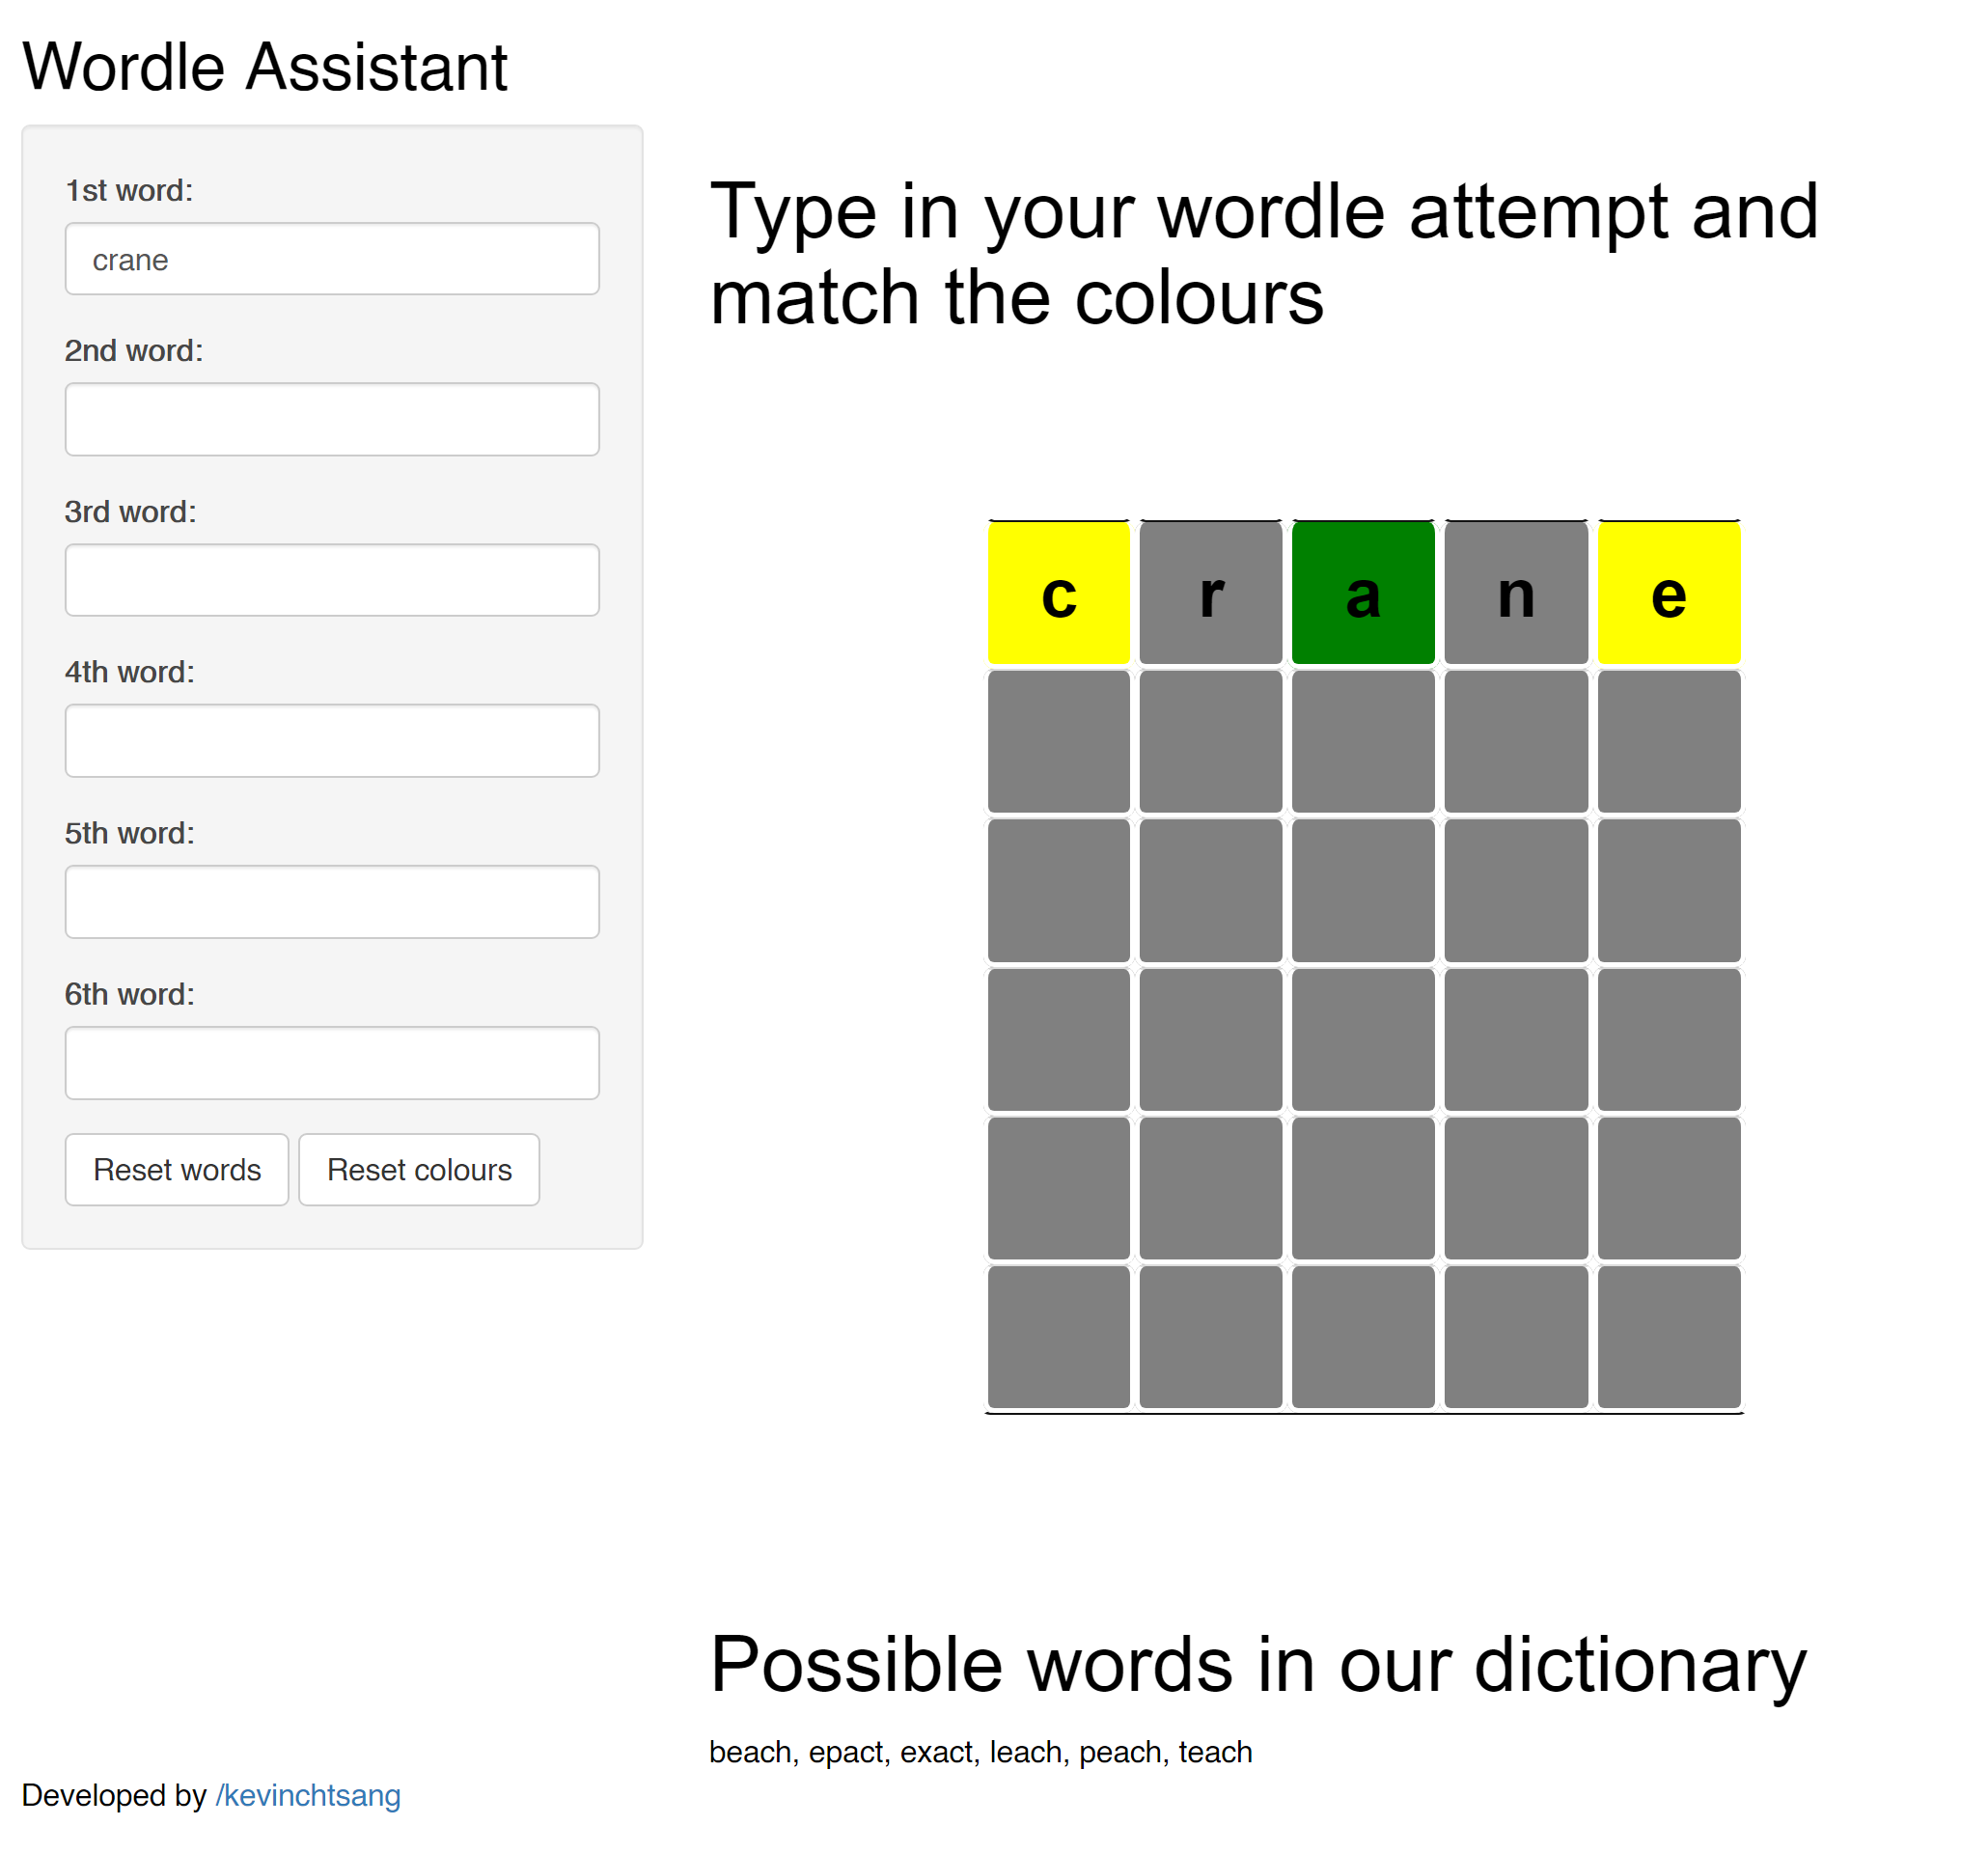 Wordle Assistant
1st word:
crane
2nd word:
3rd word:
4th word:
5th word:
6th word:
Reset words Reset colours
Type in your wordle attempt and
match the colours
c r a n e
Possible words in our dictionary
beach, epact, exact, leach, peach, teach
Developed by /kevinchtsang